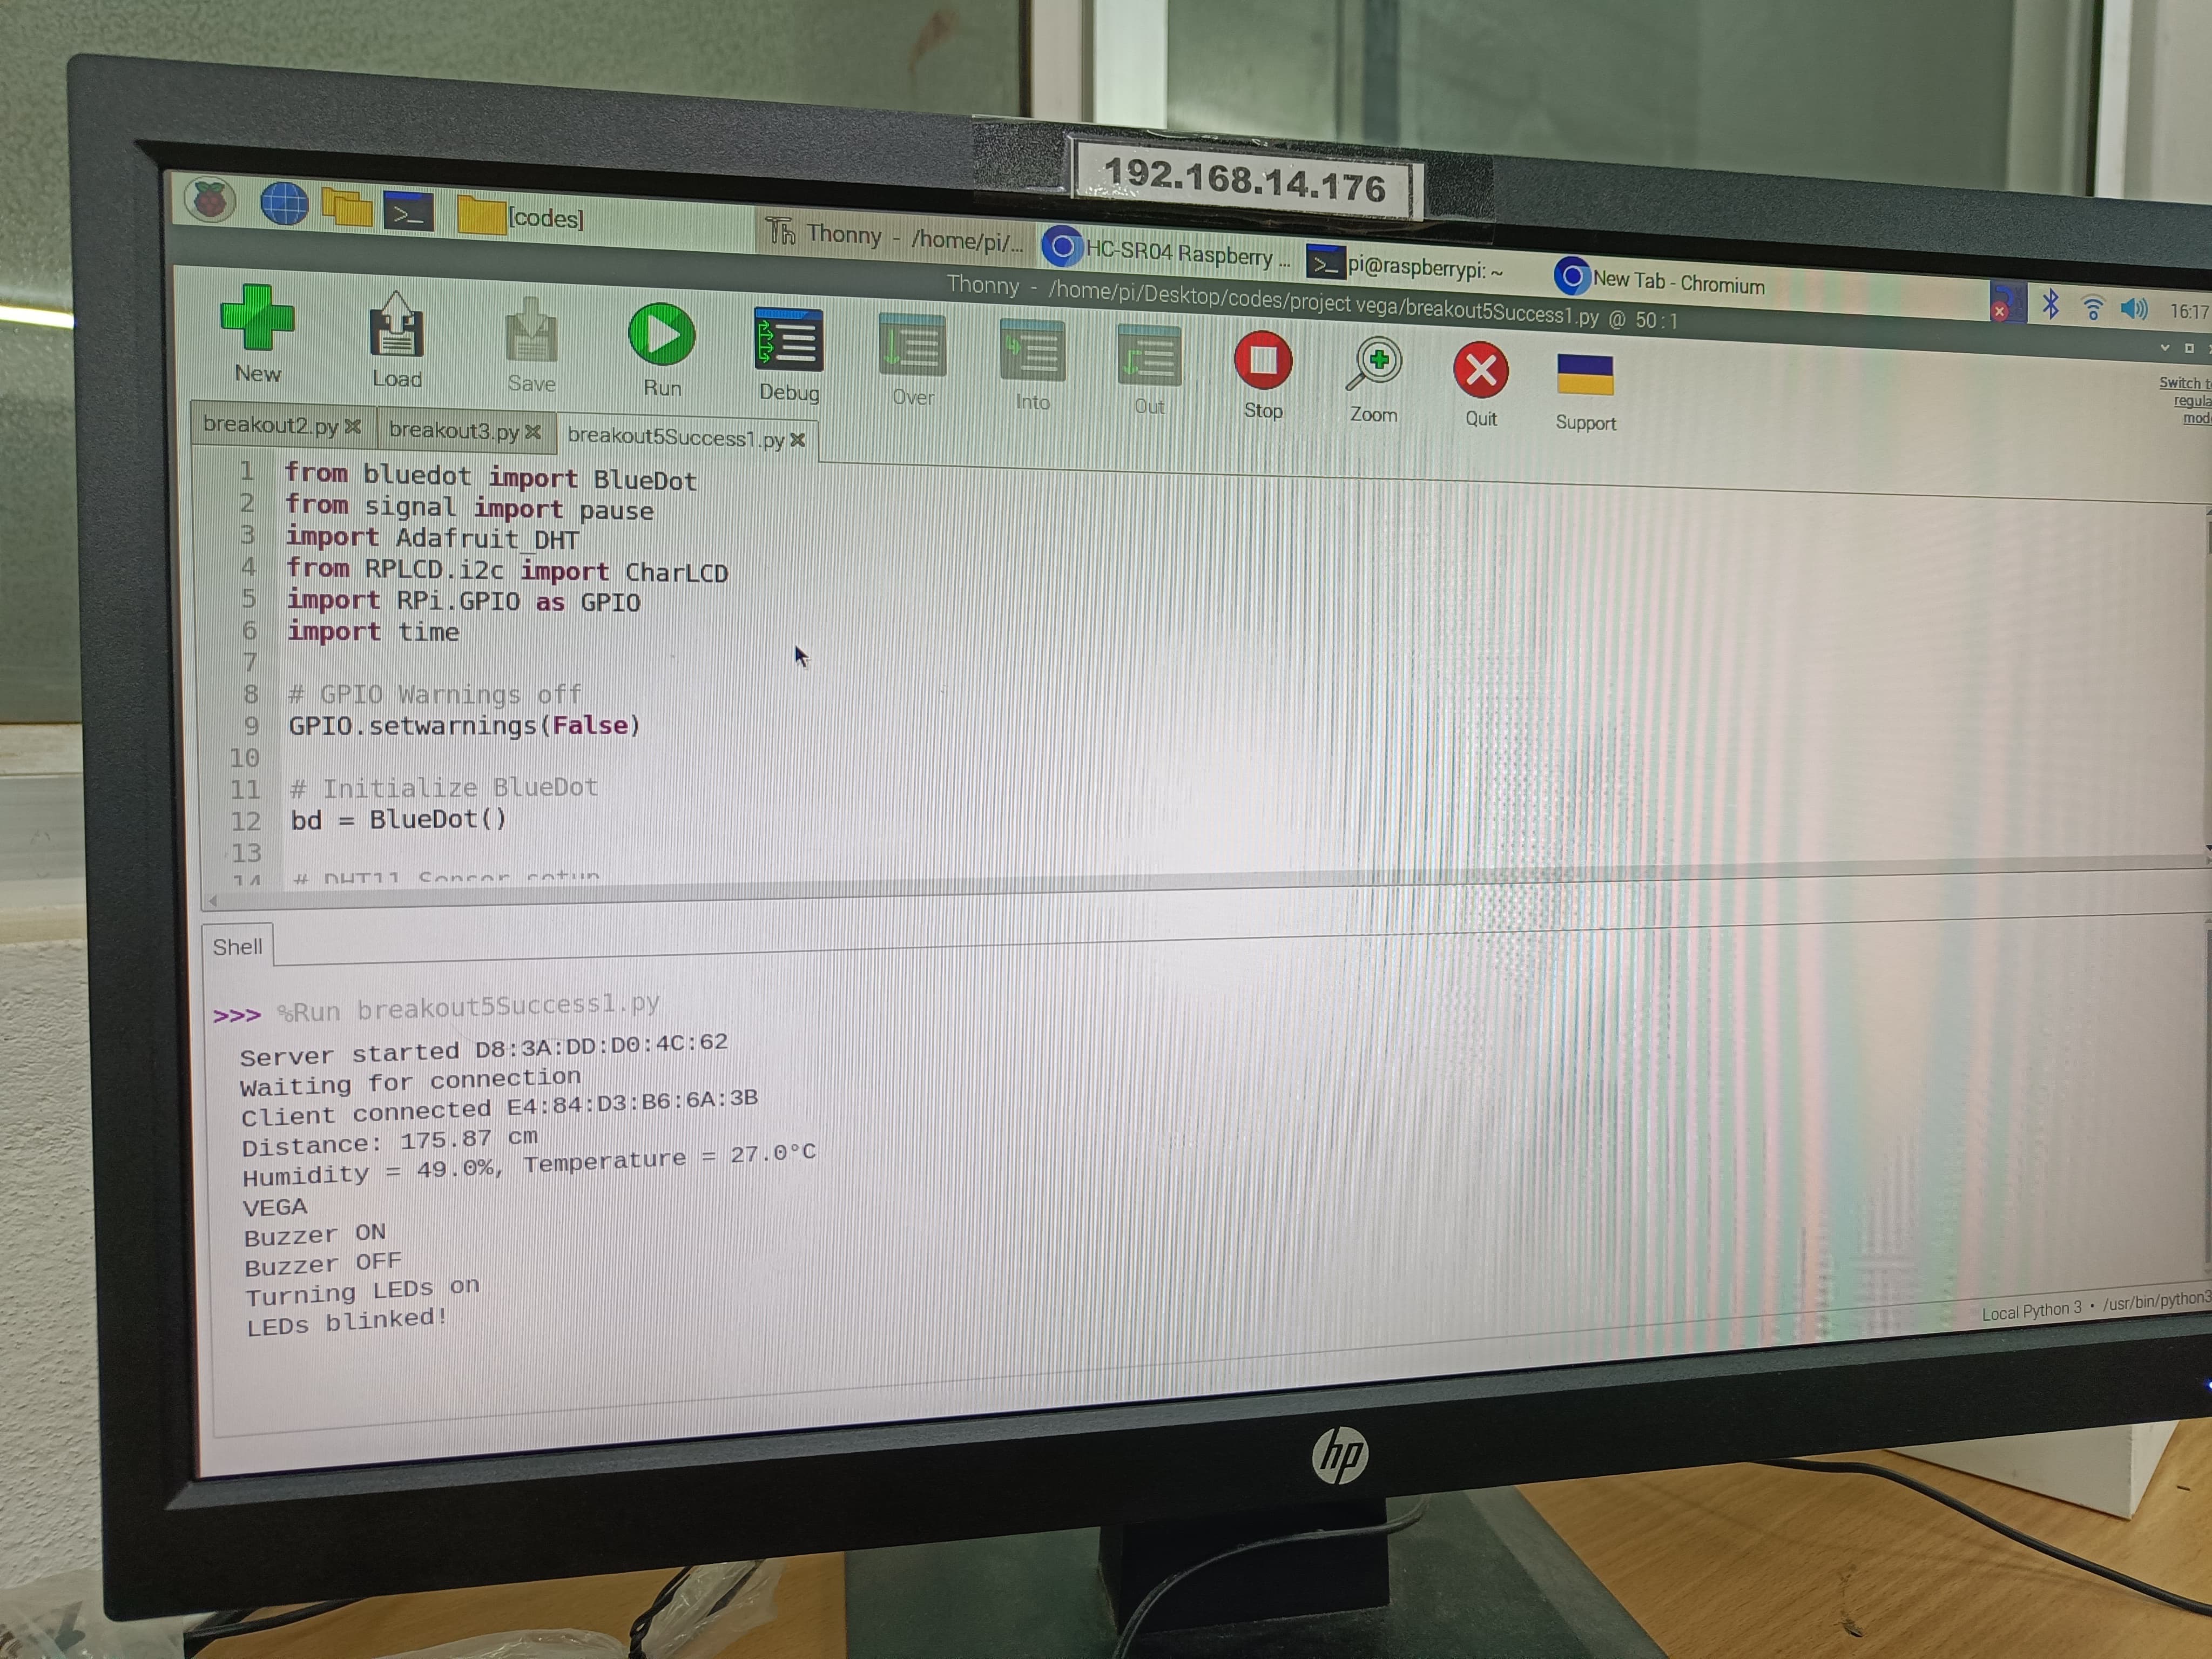 192.168.14.176
[codes]
Thonny - /home/pi/...
HC-SR04 Raspberry ...
pi@raspberrypi: ~
New Tab - Chromium
16:17
Thonny - /home/pi/Desktop/codes/project vega/breakout5Success1.py @ 50:1
New
Load
Save
Run
Debug
Over
Into
Out
Stop
Zoom
Quit
Support
Switch t
regula
mod
breakout2.py
breakout3.py
breakout5Success1.py
1 from bluedot import BlueDot
2 from signal import pause
3 import Adafruit_DHT
4 from RPLCD.i2c import CharLCD
5 import RPi.GPIO as GPIO
6 import time
7
8 # GPIO Warnings off
9 GPIO.setwarnings(False)
10
11 # Initialize BlueDot
12 bd = BlueDot()
13
14 # DHT11 Sensor setup
Shell
>>> %Run breakout5Success1.py
Server started D8:3A:DD:D0:4C:62
Waiting for connection
Client connected E4:84:D3:B6:6A:3B
Distance: 175.87 cm
Humidity = 49.0%, Temperature = 27.0°C
VEGA
Buzzer ON
Buzzer OFF
Turning LEDs on
LEDs blinked!
Local Python 3 • /usr/bin/python3
hp